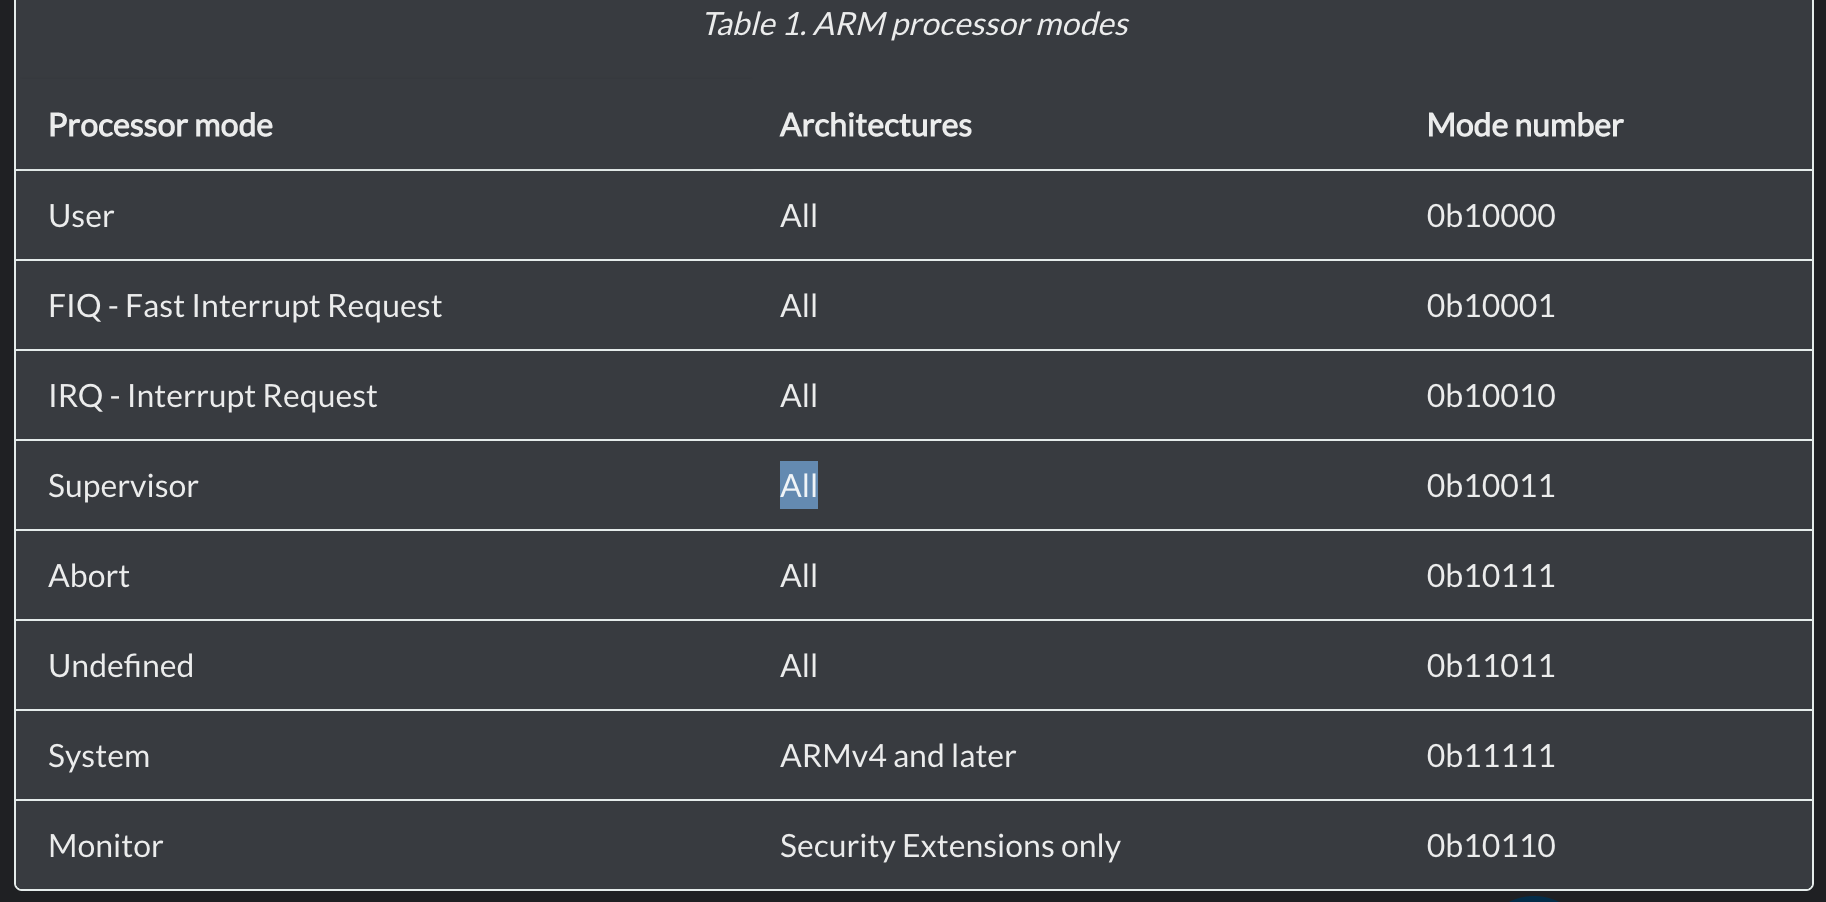 Table 1. ARM processor modes
Processor mode Architectures Mode number
User All 0b10000
FIQ - Fast Interrupt Request All 0b10001
IRQ - Interrupt Request All 0b10010
Supervisor All 0b10011
Abort All 0b10111
Undefined All 0b11011
System ARMv4 and later 0b11111
Monitor Security Extensions only 0b10110